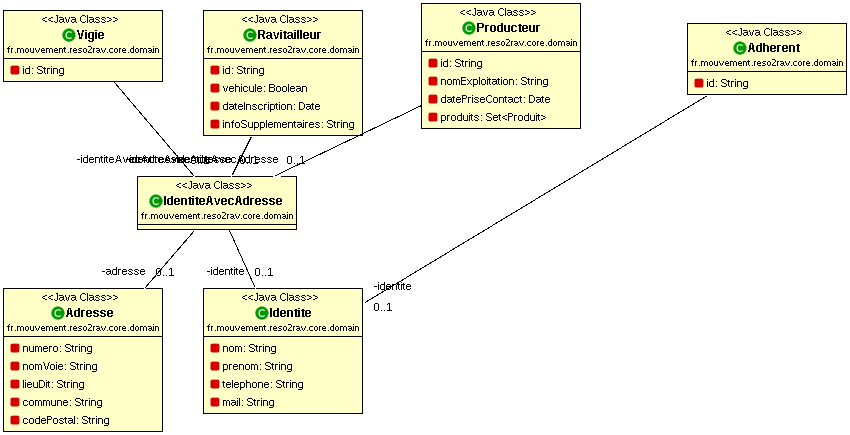 <<Java Class>>
Vigie
fr.mouvement.reso2rav.core.domain
id: String
<<Java Class>>
Ravitailleur
fr.mouvement.reso2rav.core.domain
id: String
vehicule: Boolean
dateInscription: Date
infoSupplementaires: String
<<Java Class>>
Producteur
fr.mouvement.reso2rav.core.domain
id: String
nomExploitation: String
datePriseContact: Date
produits: Set<Produit>
<<Java Class>>
Adherent
fr.mouvement.reso2rav.core.domain
id: String
0..1
0..1
<<Java Class>>
IdentiteAvecAdresse
fr.mouvement.reso2rav.core.domain
-adresse
0..1
-identite
0..1
-identite
0..1
<<Java Class>>
Adresse
fr.mouvement.reso2rav.core.domain
numero: String
nomVoie: String
lieuDit: String
commune: String
codePostal: String
<<Java Class>>
Identite
fr.mouvement.reso2rav.core.domain
nom: String
prenom: String
telephone: String
mail: String